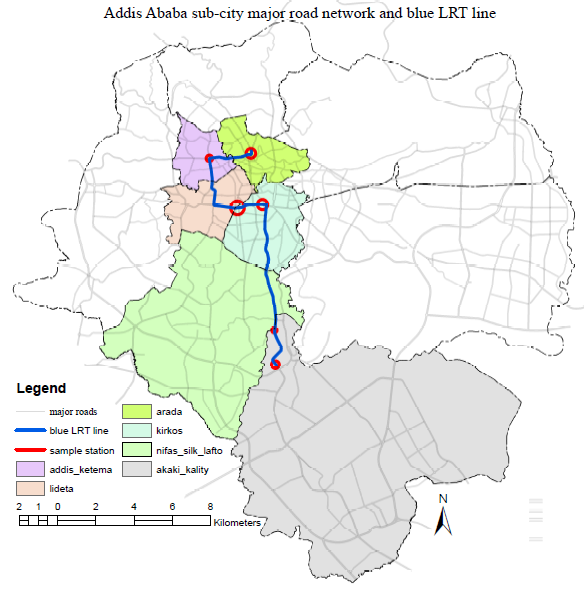 Addis Ababa sub-city major road network and blue LRT line
Legend
major roads
blue LRT line
sample station
addis_ketema
lideta
arada
kirkos
nifas_silk_lafto
akaki_kality
2 1 0 2 4 6 8
Kilometers
N